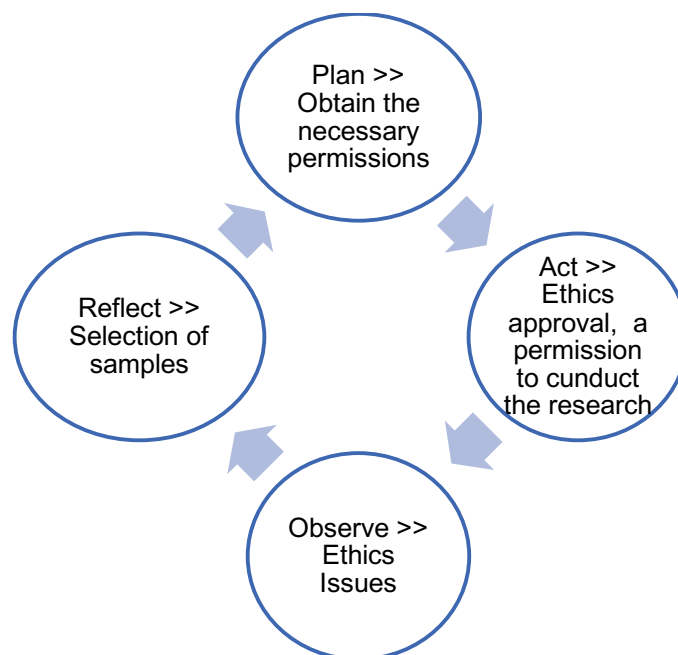 Plan >>
Obtain the
necessary
permissions
Act >>
Ethics
approval, a
permission
to cunduct
the research
Observe >>
Ethics
Issues
Reflect >>
Selection of
samples